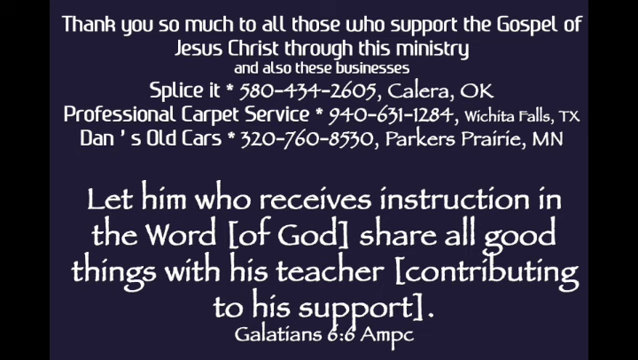 Thank you so much to all those who support the Gospel of
Jesus Christ through this ministry
and also these businesses
Splice it * 580-434-2605, Calera, OK
Professional Carpet Service * 940-631-1284, Wichita Falls, TX
Dan ' s Old Cars * 320-760-8530, Parkers Prairie, MN
Let him who receives instruction in
the Word [of God] share all good
things with his teacher [contributing
to his support].
Galatians 6:6 Ampc